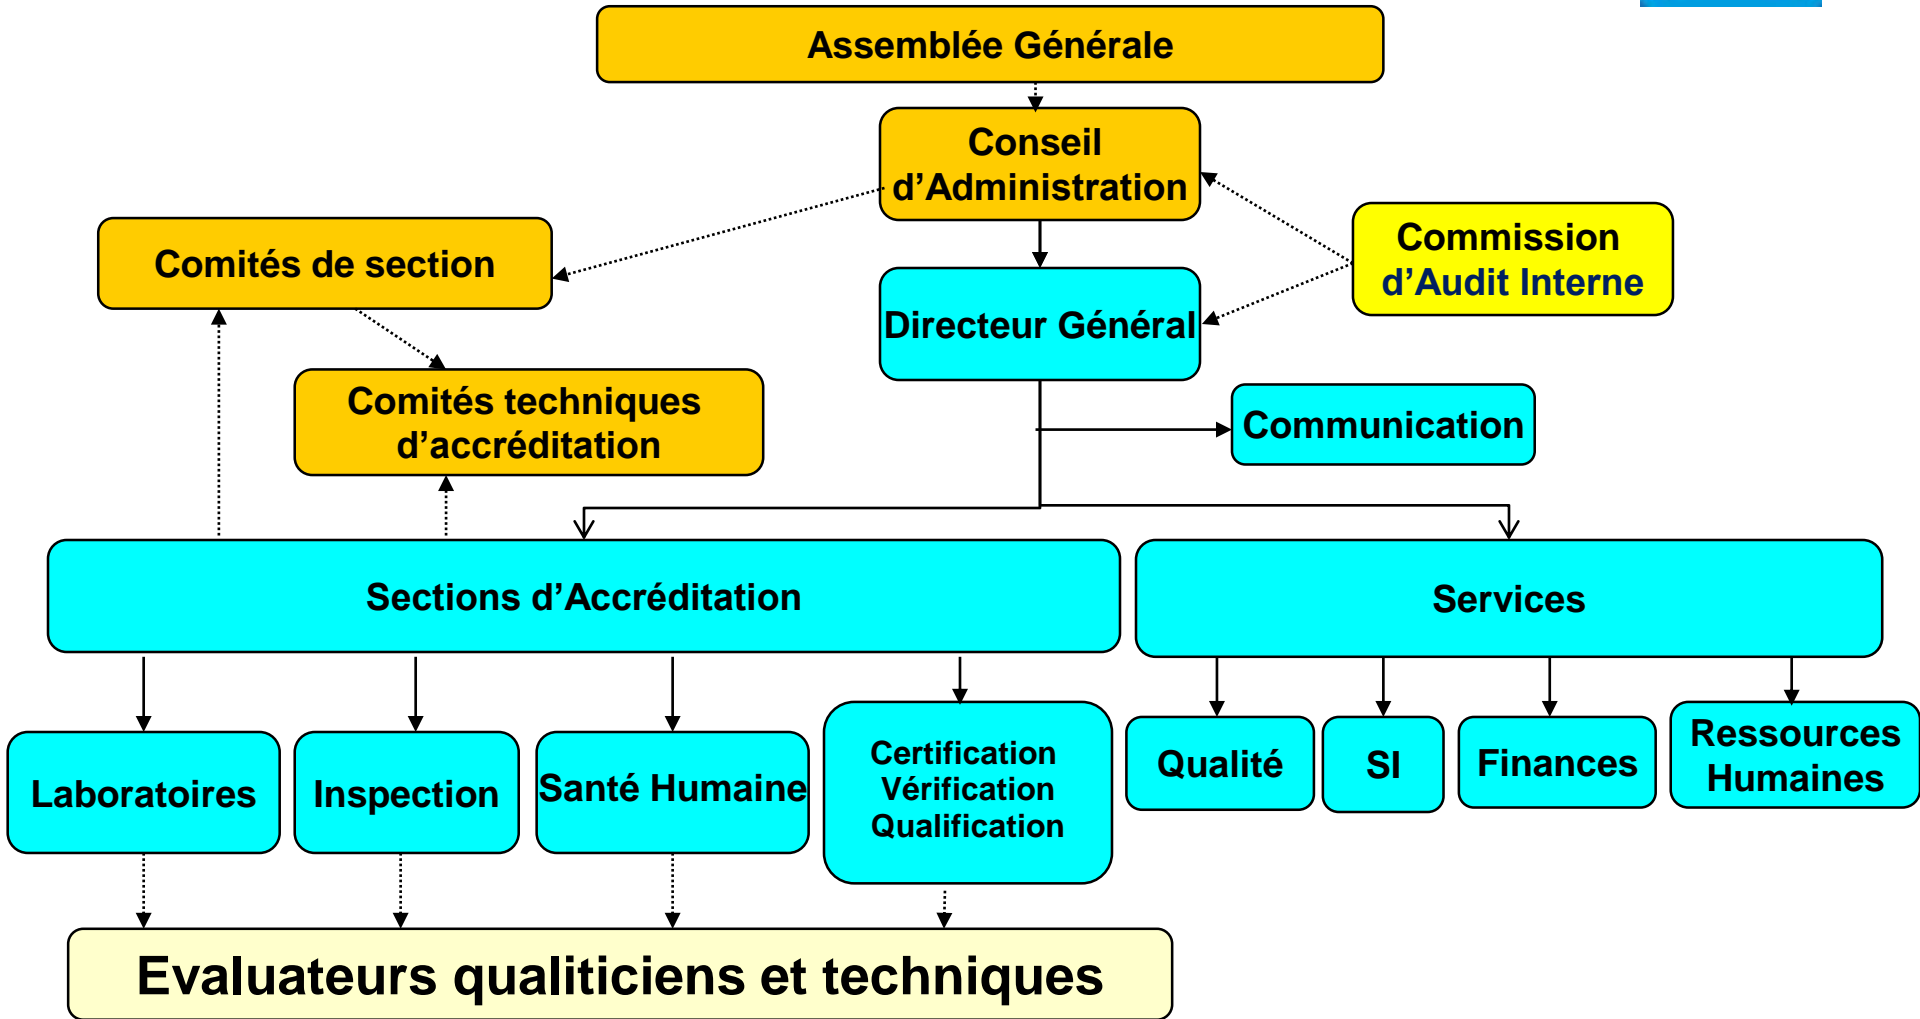 Assemblée Générale
Conseil
d’Administration
Commission
d’Audit Interne
Comités de section
Directeur Général
Comités techniques
d’accréditation
Communication
Sections d’Accréditation
Services
Laboratoires
Inspection
Santé Humaine
Certification
Vérification
Qualification
Qualité
SI
Finances
Ressources
Humaines
Evaluateurs qualiticiens et techniques